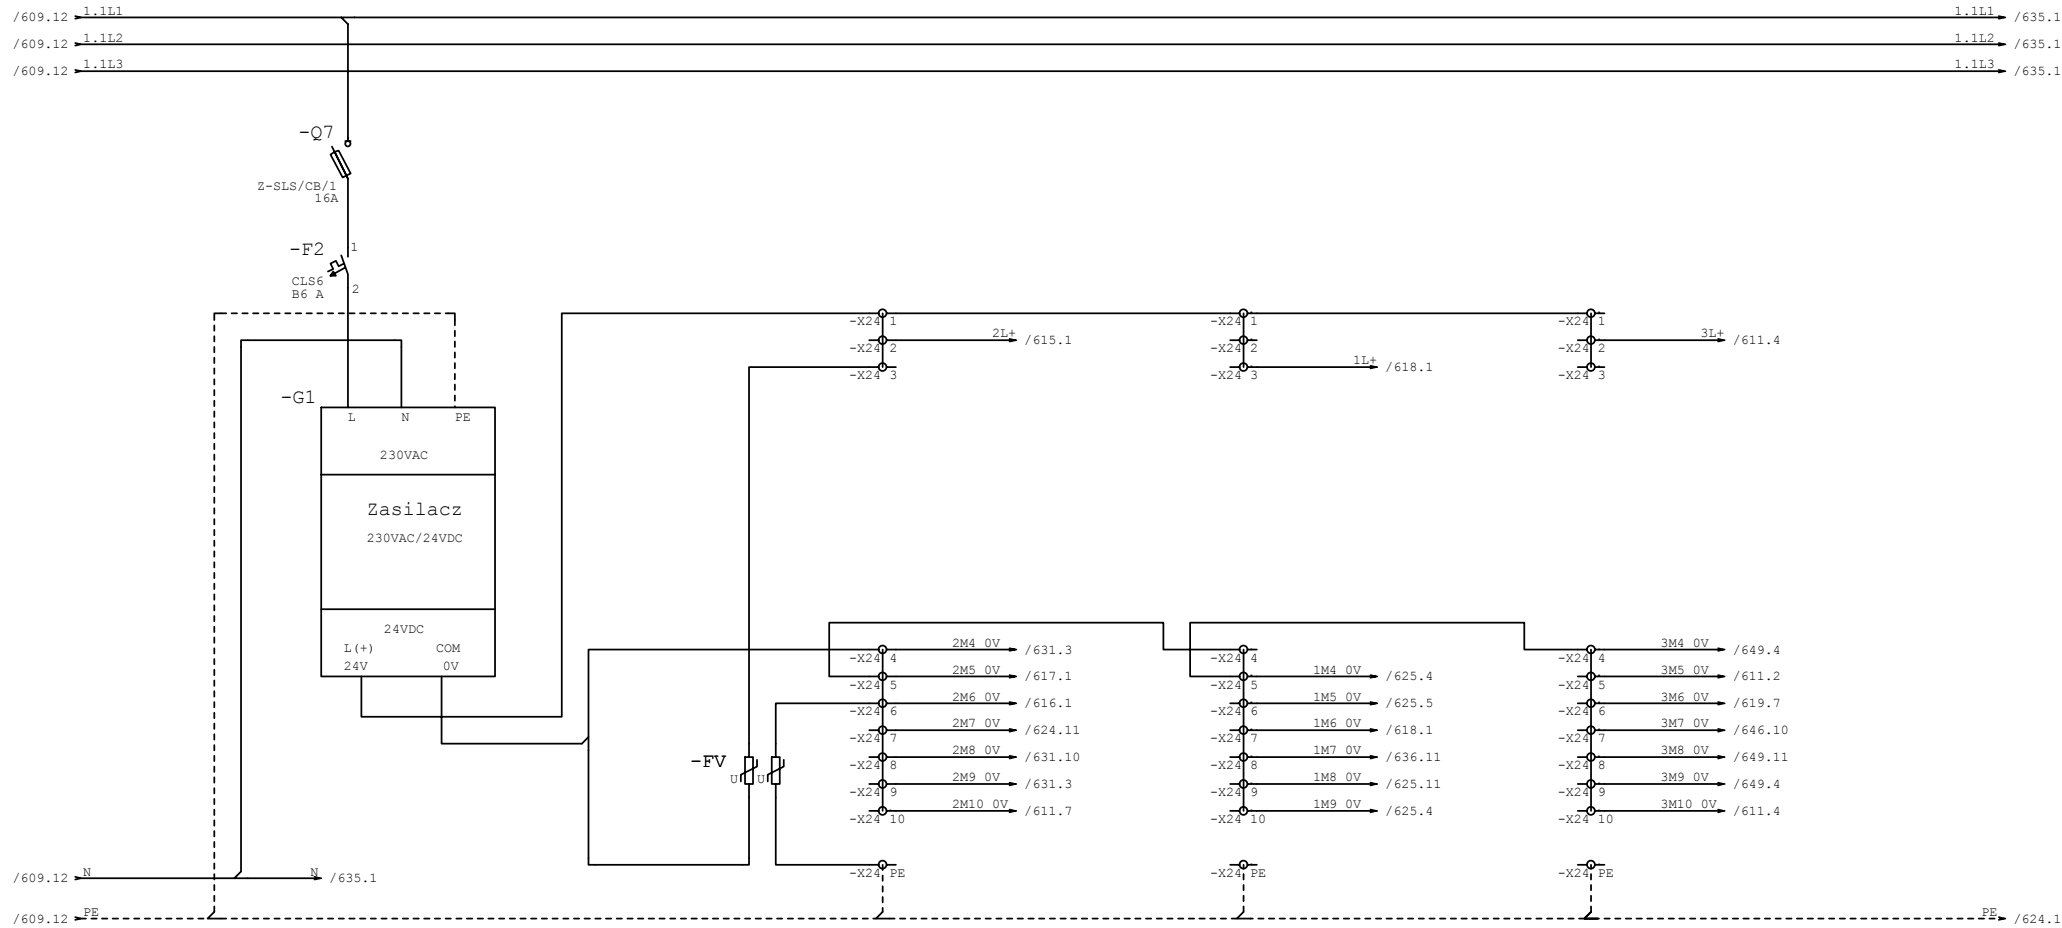 /609.12 1.1L1 1.1L1 /635.1
/609.12 1.1L2 1.1L2 /635.1
/609.12 1.1L3 1.1L3 /635.1
-Q7
Z-SLS/CB/1
16A
-F2 1
CLS6
B6 A 2
-X24 1 -X24 1 -X24 1
2L+ /615.1 3L+ /611.4
-X24 2 -X24 2 -X24 2
1L+ /618.1
-X24 3 -X24 3 -X24 3
-G1
L N PE
230VAC
Zasilacz
230VAC/24VDC
24VDC
L(+) COM
24V 0V
2M4 0V /631.3 3M4 0V /649.4
-X24 4 -X24 4 -X24 4
2M5 0V /617.1 1M4 0V /625.4 3M5 0V /611.2
-X24 5 -X24 5 -X24 5
2M6 0V /616.1 1M5 0V /625.5 3M6 0V /619.7
-X24 6 -X24 6 -X24 6
2M7 0V /624.11 1M6 0V /618.1 3M7 0V /646.10
-X24 7 -X24 7 -X24 7
2M8 0V /631.10 1M7 0V /636.11 3M8 0V /649.11
-FV
-X24 8 -X24 8 -X24 8
U U
2M9 0V /631.3 1M8 0V /625.11 3M9 0V /649.4
-X24 9 -X24 9 -X24 9
2M10 0V /611.7 1M9 0V /625.4 3M10 0V /611.4
-X24 10 -X24 10 -X24 10
-X24 PE -X24 PE -X24 PE
/609.12 N N /635.1
/609.12 PE PE /624.1